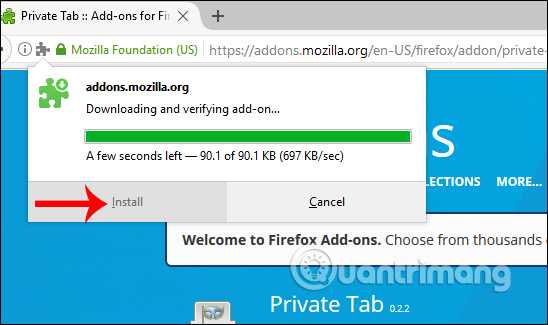 Private Tab :: Add-ons for Fir
Mozilla Foundation (US)
https://addons.mozilla.org/en-US/firefox/addon/private-
addons.mozilla.org
Downloading and verifying add-on...
A few seconds left — 90.1 of 90.1 KB (697 KB/sec)
Install
Cancel
LECTIONS
MORE...
Welcome to Firefox Add-ons. Choose from thousands
Quantrimang
Private Tab 0.2.2